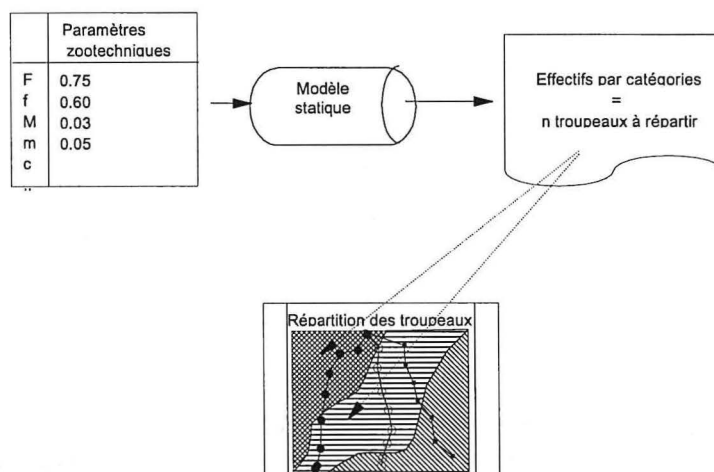 Paramètres
zootechniques
F 0.75
f 0.60
M 0.03
m 0.05
c
..
Modèle
statique
Effectifs par catégories
=
n troupeaux à répartir
Répartition des troupeaux